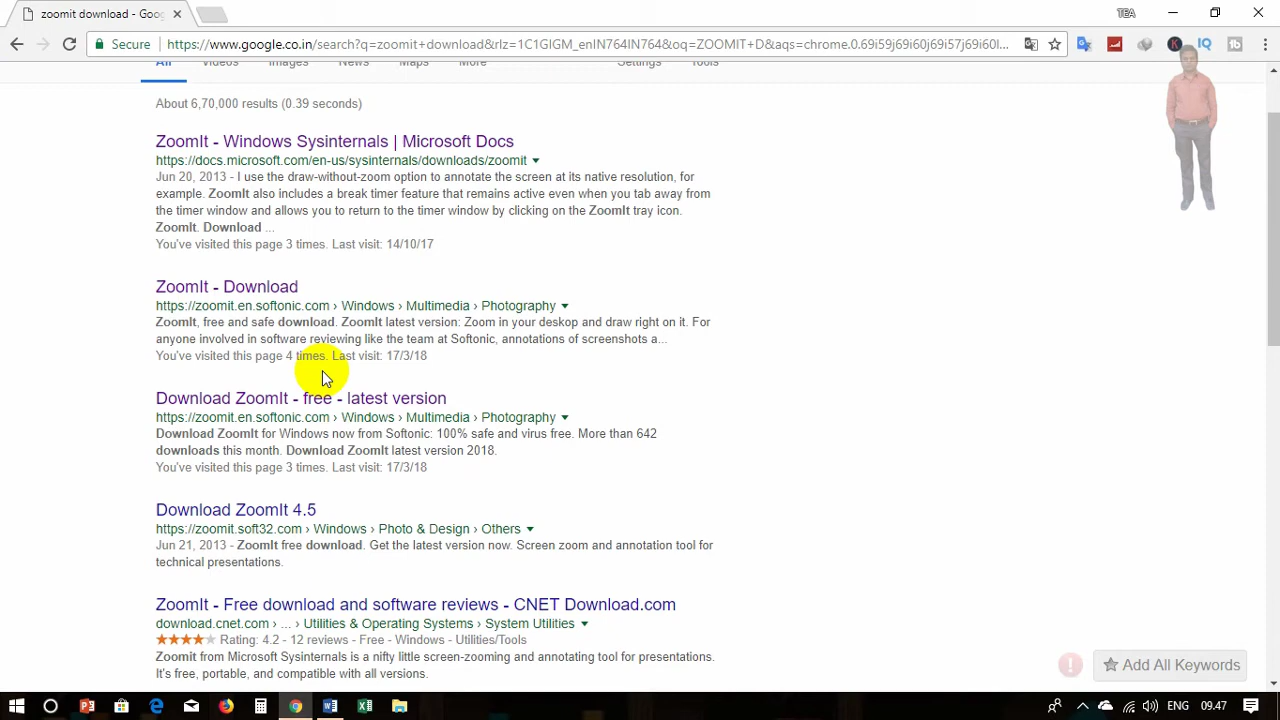 zoomit download - Goo
TEA
Secure
https://www.google.co.in/search?q=zoomit+download&rlz=1C1GIGM_enIN764IN764&oq=ZOOMIT+D&aqs=chrome.0.69i59j69i60j69i57j69i60l...
All Videos Images News Maps More Settings Tools
About 6,70,000 results (0.39 seconds)
ZoomIt - Windows Sysinternals | Microsoft Docs
https://docs.microsoft.com/en-us/sysinternals/downloads/zoomit
Jun 20, 2013 - I use the draw-without-zoom option to annotate the screen at its native resolution, for
example. ZoomIt also includes a break timer feature that remains active even when you tab away from
the timer window and allows you to return to the timer window by clicking on the ZoomIt tray icon.
ZoomIt. Download ...
You've visited this page 3 times. Last visit: 14/10/17
ZoomIt - Download
https://zoomit.en.softonic.com › Windows › Multimedia › Photography
ZoomIt, free and safe download. ZoomIt latest version: Zoom in your deskop and draw right on it. For
anyone involved in software reviewing like the team at Softonic, annotations of screenshots a...
You've visited this page 4 times. Last visit: 17/3/18
Download ZoomIt - free - latest version
https://zoomit.en.softonic.com › Windows › Multimedia › Photography
Download ZoomIt for Windows now from Softonic: 100% safe and virus free. More than 642
downloads this month. Download ZoomIt latest version 2018.
You've visited this page 3 times. Last visit: 17/3/18
Download ZoomIt 4.5
https://zoomit.soft32.com › Windows › Photo & Design › Others
Jun 21, 2013 - ZoomIt free download. Get the latest version now. Screen zoom and annotation tool for
technical presentations.
ZoomIt - Free download and software reviews - CNET Download.com
download.cnet.com › ... › Utilities & Operating Systems › System Utilities
Rating: 4.2 - 12 reviews - Free - Windows - Utilities/Tools
Zoomit from Microsoft Sysinternals is a nifty little screen-zooming and annotating tool for presentations.
It's free, portable, and compatible with all versions.
Add All Keywords
ENG 09.47